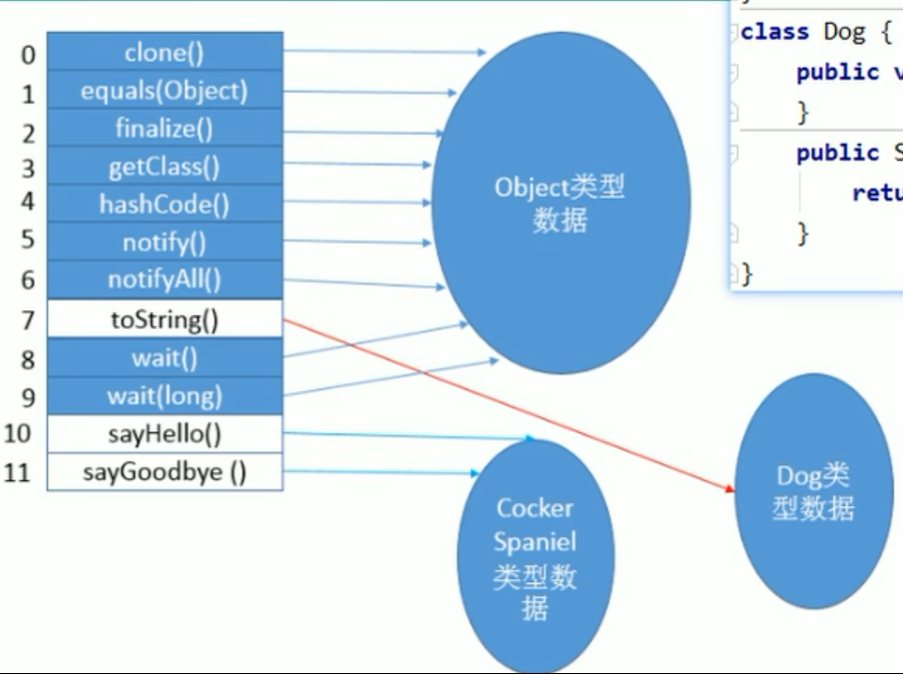 0 clone()
1 equals(Object)
2 finalize()
3 getClass()
4 hashCode()
5 notify()
6 notifyAll()
7 toString()
8 wait()
9 wait(long)
10 sayHello()
11 sayGoodbye ()
Object类型
数据
Cocker
Spaniel
类型数
据
Dog类
型数据
class Dog {
public
}
public
}
}